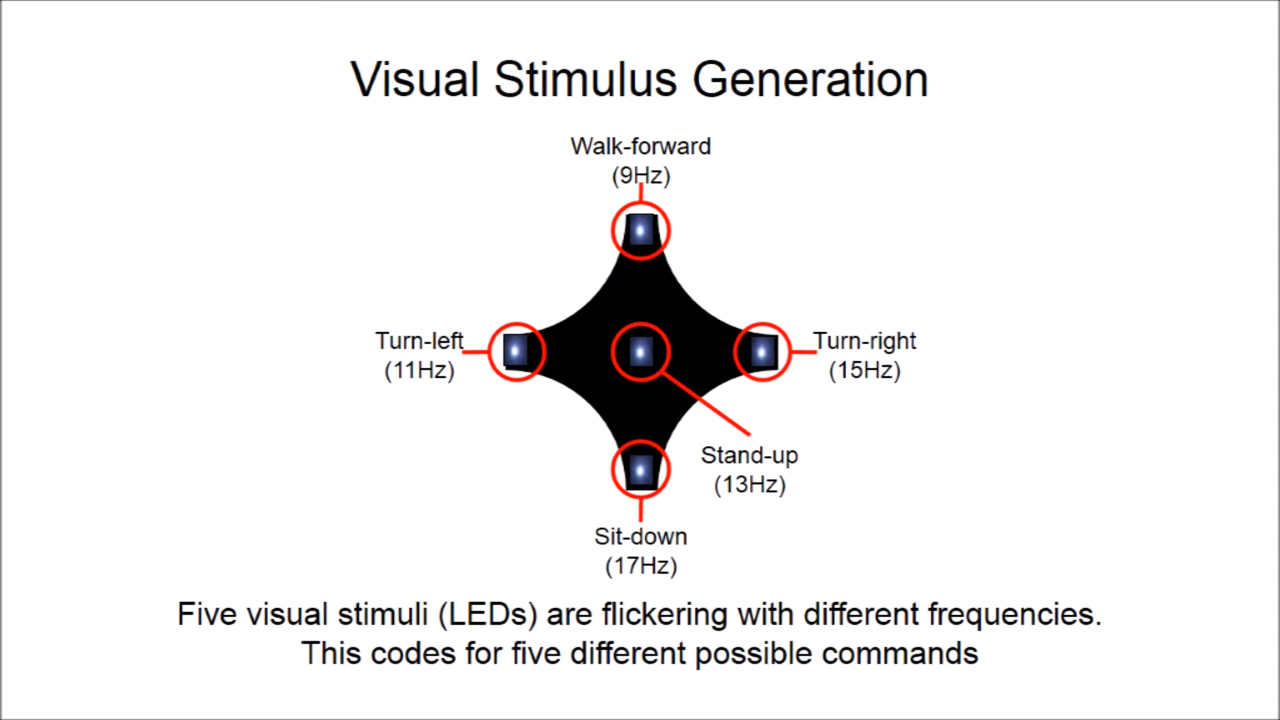 Visual Stimulus Generation
Walk-forward
(9Hz)
Turn-left
(11Hz)
Turn-right
(15Hz)
Stand-up
(13Hz)
Sit-down
(17Hz)
Five visual stimuli (LEDs) are flickering with different frequencies.
This codes for five different possible commands